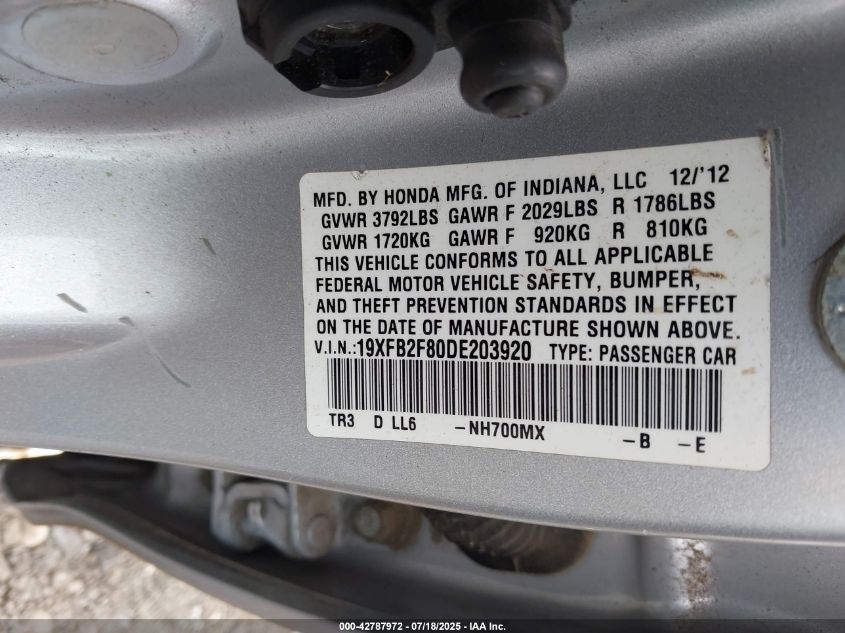 MFD. BY HONDA MFG. OF INDIANA, LLC 12/'12
GVWR 3792LBS GAWR F 2029LBS R 1786LBS
GVWR 1720KG GAWR F 920KG R 810KG
THIS VEHICLE CONFORMS TO ALL APPLICABLE
FEDERAL MOTOR VEHICLE SAFETY, BUMPER,
AND THEFT PREVENTION STANDARDS IN EFFECT
ON THE DATE OF MANUFACTURE SHOWN ABOVE.
V.I.N.:19XFB2F80DE203920 TYPE: PASSENGER CAR
TR3 D LL6 -NH700MX -B -E
000-42787972 - 07/18/2025 - IAA Inc.